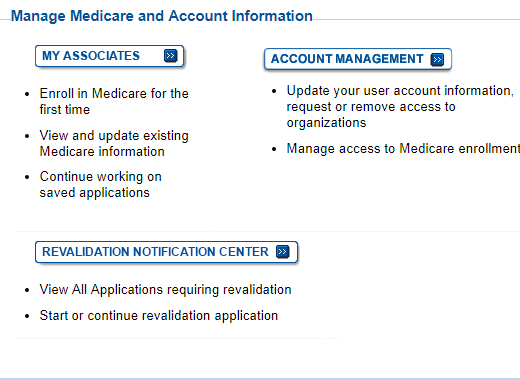 Manage Medicare and Account Information
MY ASSOCIATES
Enroll in Medicare for the
first time
View and update existing
Medicare information
Continue working on
saved applications
ACCOUNT MANAGEMENT
Update your user account information,
request or remove access to
organizations
Manage access to Medicare enrollment
REVALIDATION NOTIFICATION CENTER
View All Applications requiring revalidation
Start or continue revalidation application